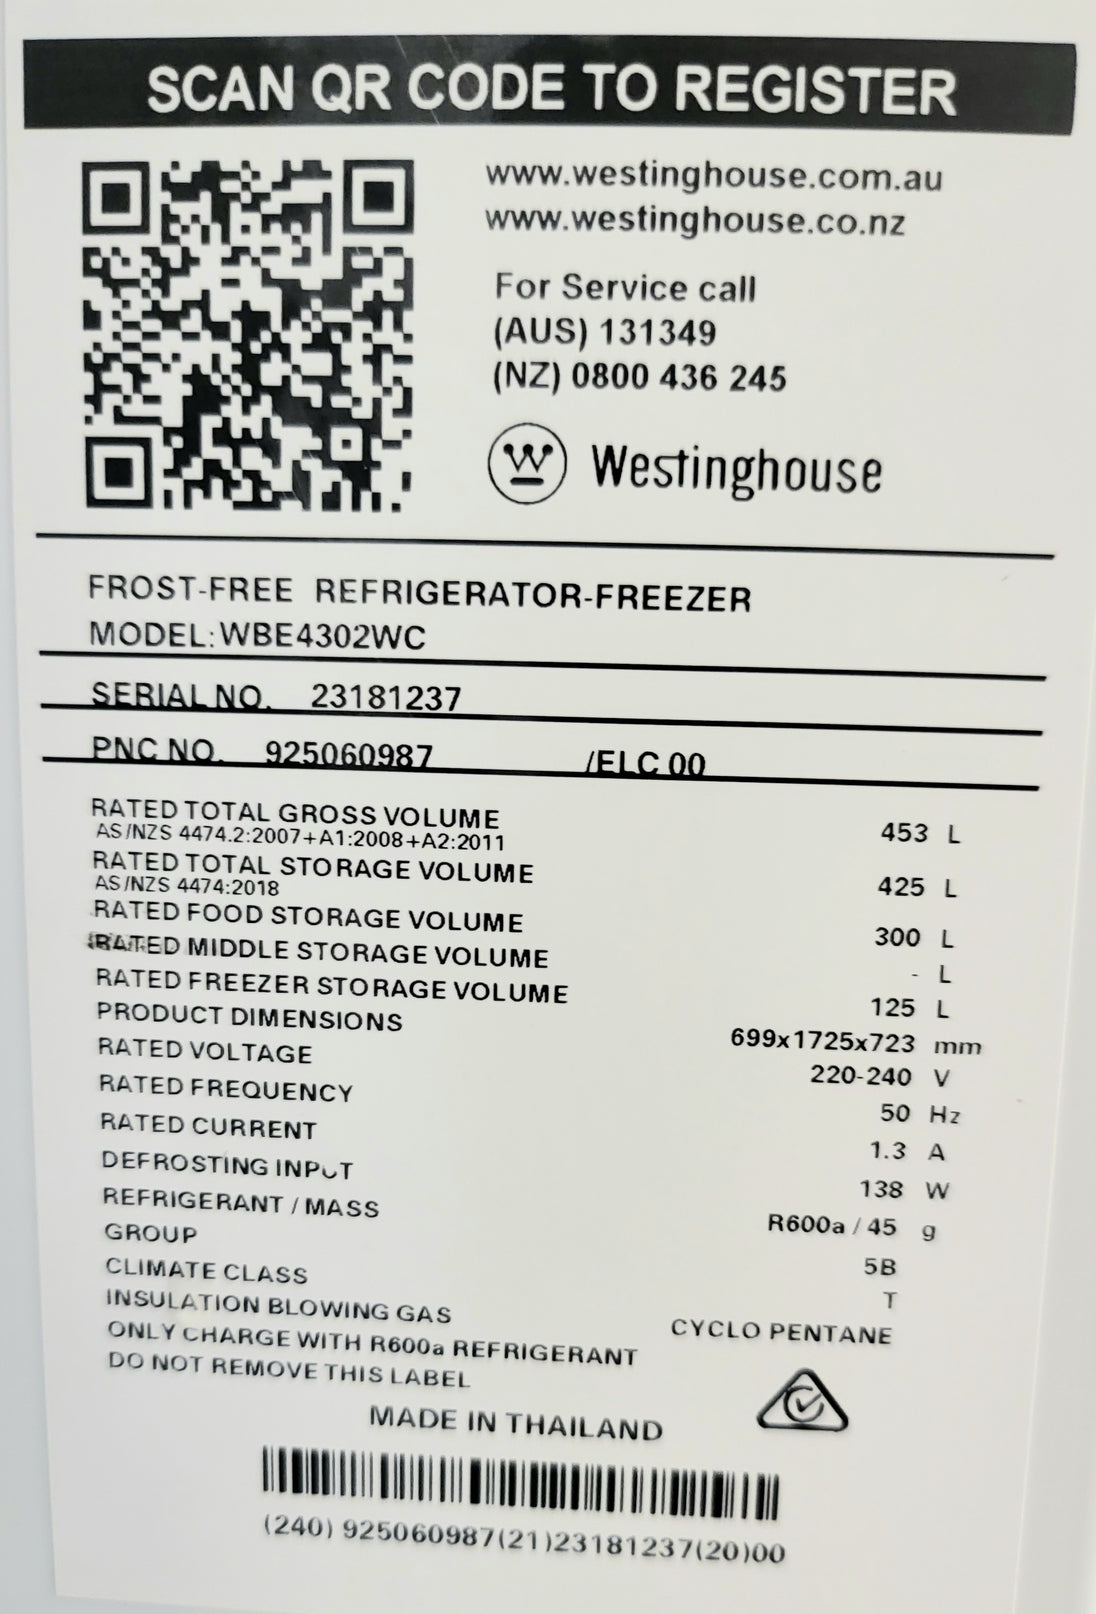 SCAN QR CODE TO REGISTER
www.westinghouse.com.au
www.westinghouse.co.nz
For Service call
(AUS) 131349
(NZ) 0800 436 245
W Westinghouse
FROST-FREE REFRIGERATOR-FREEZER
MODEL: WBE4302WC
SERIAL NO. 23181237
PNC NO. 925060987 /ELC 00
RATED TOTAL GROSS VOLUME 453 L
AS/NZS 4474.2:2007+A1:2008+A2:2011
RATED TOTAL STORAGE VOLUME 425 L
AS/NZS 4474:2018
RATED FOOD STORAGE VOLUME 300 L
RATED MIDDLE STORAGE VOLUME - L
RATED FREEZER STORAGE VOLUME 125 L
PRODUCT DIMENSIONS 699x1725x723 mm
RATED VOLTAGE 220-240 V
RATED FREQUENCY 50 Hz
RATED CURRENT 1.3 A
DEFROSTING INPUT 138 W
REFRIGERANT / MASS R600a / 45 g
GROUP 5B
CLIMATE CLASS T
INSULATION BLOWING GAS CYCLO PENTANE
ONLY CHARGE WITH R600a REFRIGERANT
DO NOT REMOVE THIS LABEL
MADE IN THAILAND
(240) 925060987(21)23181237(20)00